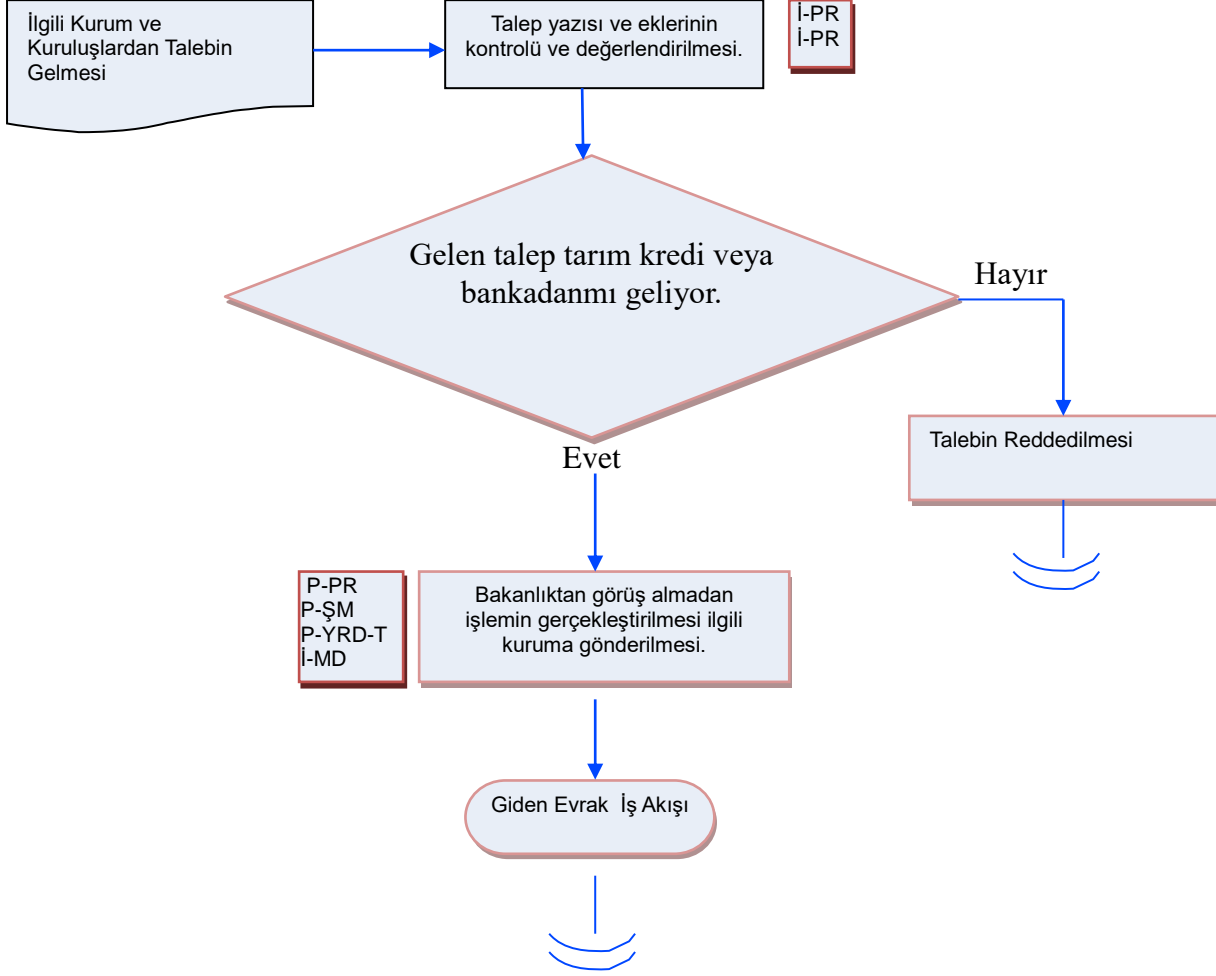 İlgili Kurum ve
Kuruluşlardan Talebin
Gelmesi
Talep yazısı ve eklerinin
kontrolü ve değerlendirilmesi.
İ-PR
İ-PR
Gelen talep tarım kredi veya
bankadanmı geliyor.
Hayır
Talebin Reddedilmesi
Evet
P-PR
P-ŞM
P-YRD-T
İ-MD
Bakanlıktan görüş almadan
işlemin gerçekleştirilmesi ilgili
kuruma gönderilmesi.
Giden Evrak  İş Akışı